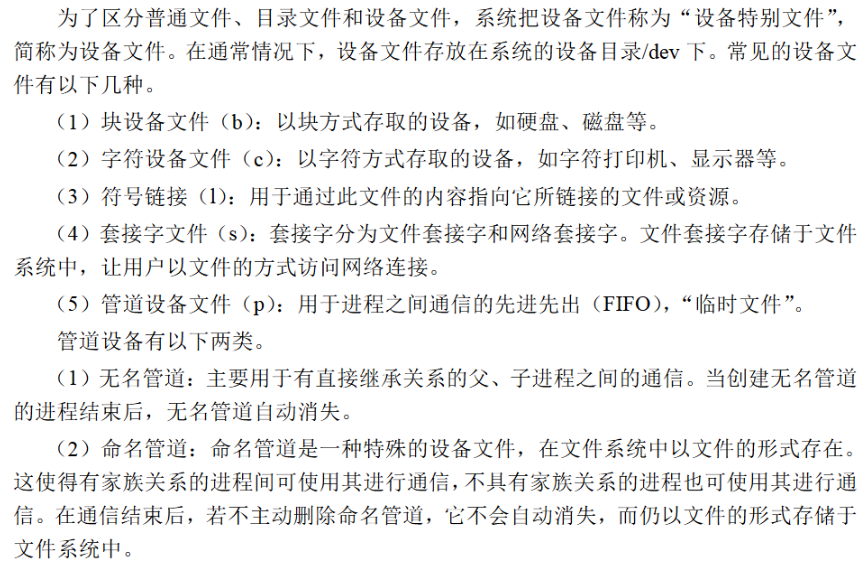 为了区分普通文件、目录文件和设备文件，系统把设备文件称为“设备特别文件”，
简称为设备文件。在通常情况下，设备文件存放在系统的设备目录/dev 下。常见的设备文
件有以下几种。
（1）块设备文件（b）：以块方式存取的设备，如硬盘、磁盘等。
（2）字符设备文件（c）：以字符方式存取的设备，如字符打印机、显示器等。
（3）符号链接（l）：用于通过此文件的内容指向它所链接的文件或资源。
（4）套接字文件（s）：套接字分为文件套接字和网络套接字。文件套接字存储于文件
系统中，让用户以文件的方式访问网络连接。
（5）管道设备文件（p）：用于进程之间通信的先进先出（FIFO），“临时文件”。
管道设备有以下两类。
（1）无名管道：主要用于有直接继承关系的父、子进程之间的通信。当创建无名管道
的进程结束后，无名管道自动消失。
（2）命名管道：命名管道是一种特殊的设备文件，在文件系统中以文件的形式存在。
这使得有家族关系的进程间可使用其进行通信，不具有家族关系的进程也可使用其进行通
信。在通信结束后，若不主动删除命名管道，它不会自动消失，而仍以文件的形式存储于
文件系统中。